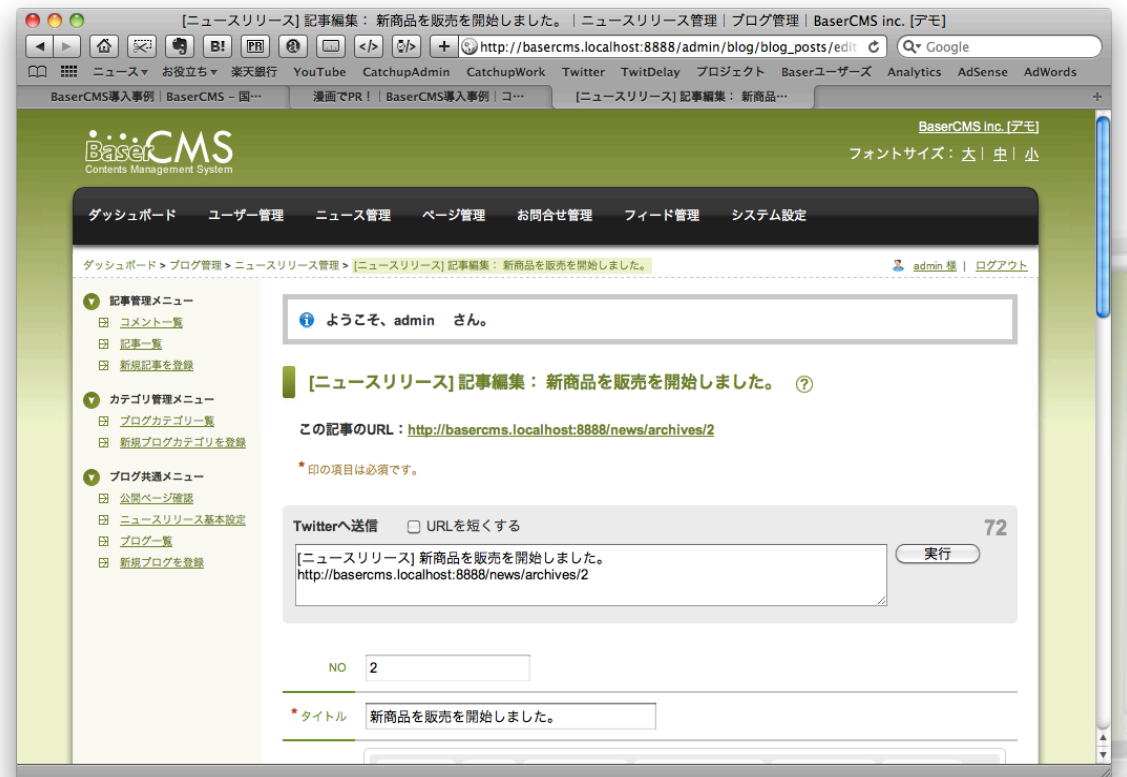 [ニュースリリース] 記事編集： 新商品を販売を開始しました。｜ニュースリリース管理｜ブログ管理｜BaserCMS inc. [デモ]
B! PR </> + http://basercms.localhost:8888/admin/blog/blog_posts/edit Google
ニュース▾ お役立ち▾ 楽天銀行 YouTube CatchupAdmin CatchupWork Twitter TwitDelay プロジェクト Baserユーザーズ Analytics AdSense AdWords
BaserCMS導入事例｜BaserCMS – 国… 漫画でPR！｜BaserCMS導入事例｜コ… [ニュースリリース] 記事編集： 新商品…
BaserCMS inc. [デモ]
BaserCMS
Contents Management System
フォントサイズ： 大｜ 中｜ 小
ダッシュボード ユーザー管理 ニュース管理 ページ管理 お問合せ管理 フィード管理 システム設定
ダッシュボード > ブログ管理 > ニュースリリース管理 > [ニュースリリース] 記事編集： 新商品を販売を開始しました。 admin 様 | ログアウト
記事管理メニュー
コメント一覧
記事一覧
新規記事を登録
カテゴリ管理メニュー
ブログカテゴリ一覧
新規ブログカテゴリを登録
ブログ共通メニュー
公開ページ確認
ニュースリリース基本設定
ブログ一覧
新規ブログを登録
ようこそ、admin さん。
[ニュースリリース] 記事編集： 新商品を販売を開始しました。 ?
この記事のURL：http://basercms.localhost:8888/news/archives/2
* 印の項目は必須です。
Twitterへ送信 URLを短くする 72
[ニュースリリース] 新商品を販売を開始しました。
http://basercms.localhost:8888/news/archives/2
実行
NO 2
* タイトル 新商品を販売を開始しました。